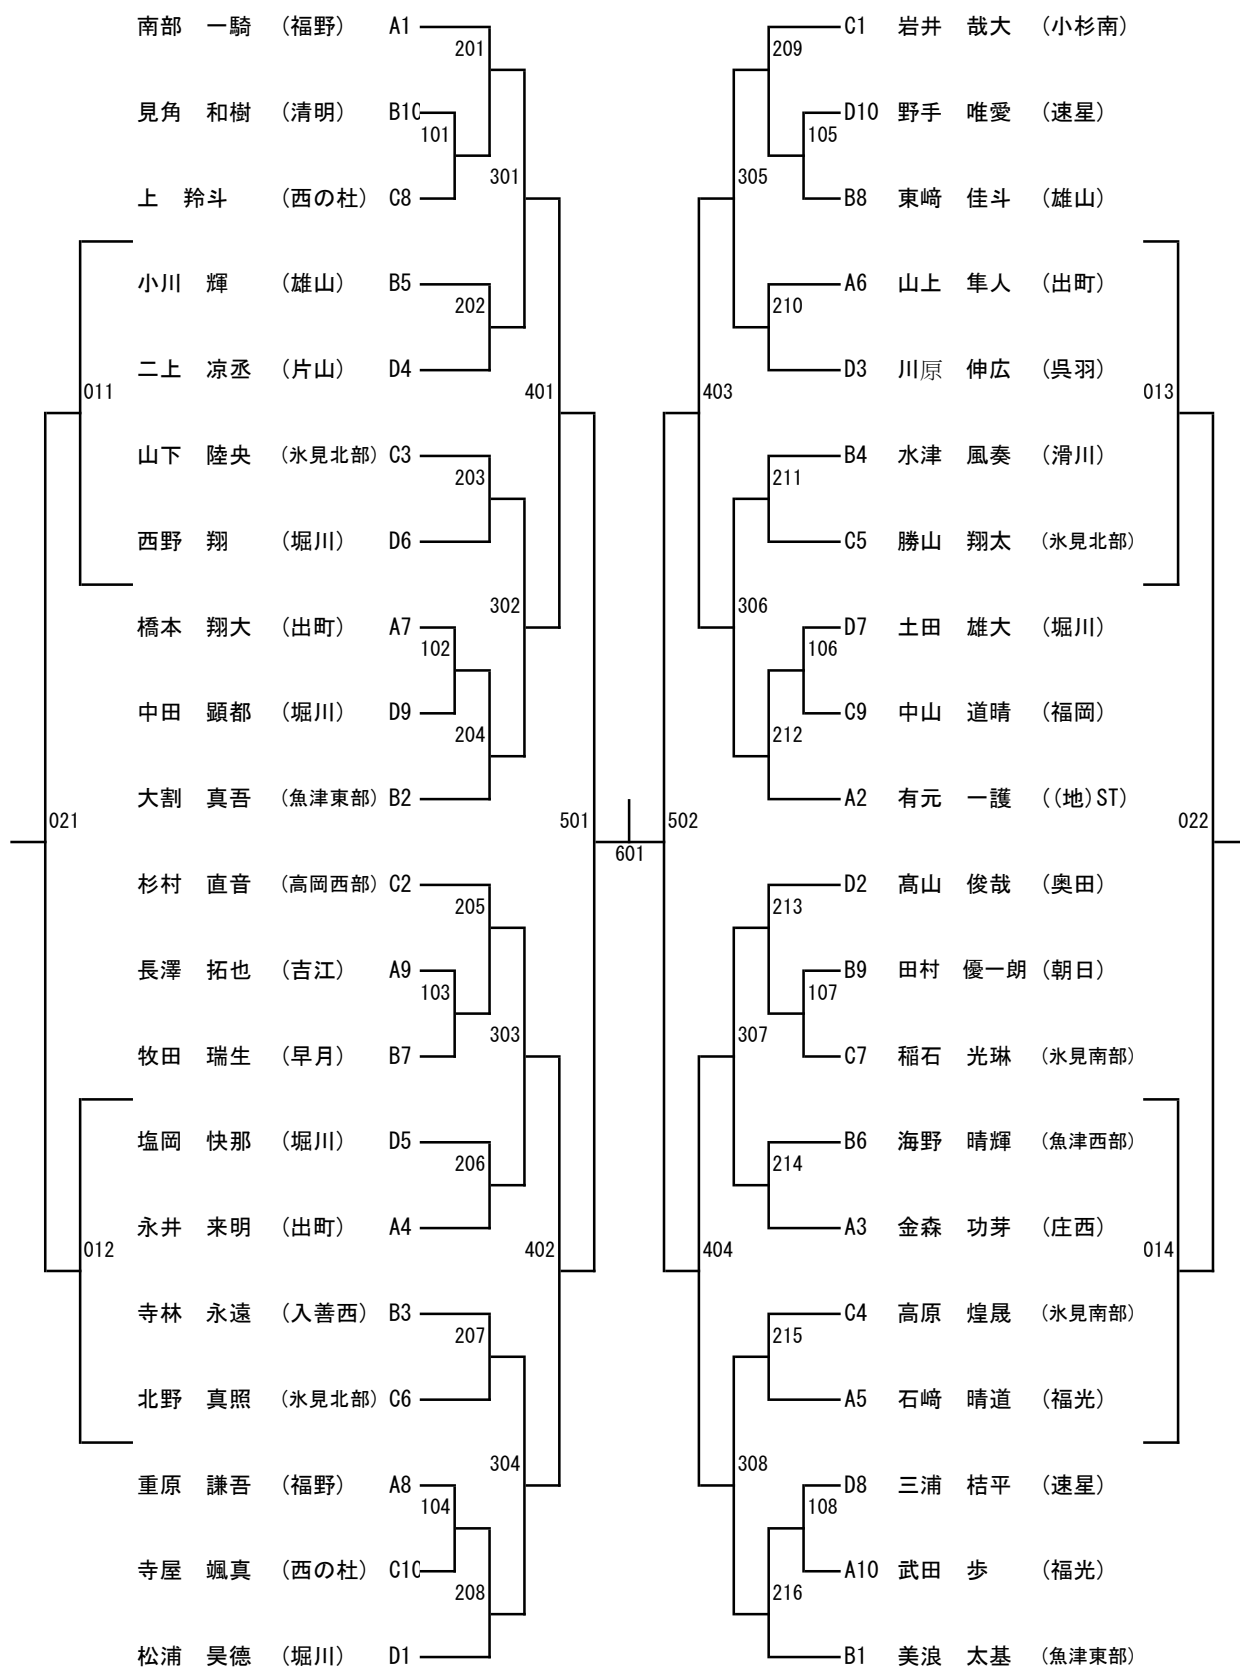 南部 一騎 (福野) A1
201
見角 和樹 (清明) B10
101
上 羚斗 (西の杜) C8
301
小川 輝 (雄山) B5
202
二上 凉丞 (片山) D4
011
401
山下 陸央 (氷見北部) C3
203
西野 翔 (堀川) D6
302
橋本 翔大 (出町) A7
102
中田 顕都 (堀川) D9
204
大割 真吾 (魚津東部) B2
021
501
601
杉村 直音 (高岡西部) C2
205
長澤 拓也 (吉江) A9
103
303
牧田 瑞生 (早月) B7
塩岡 快那 (堀川) D5
206
永井 来明 (出町) A4
012
402
寺林 永遠 (入善西) B3
207
北野 真照 (氷見北部) C6
304
重原 謙吾 (福野) A8
104
寺屋 颯真 (西の杜) C10
208
松浦 昊德 (堀川) D1
C1 岩井 哉大 (小杉南)
209
D10 野手 唯愛 (速星)
105
305
B8 東﨑 佳斗 (雄山)
A6 山上 隼人 (出町)
210
D3 川原 伸広 (呉羽)
403
013
B4 水津 風奏 (滑川)
211
C5 勝山 翔太 (氷見北部)
306
D7 土田 雄大 (堀川)
106
C9 中山 道晴 (福岡)
212
A2 有元 一護 ((地)ST)
502
022
D2 髙山 俊哉 (奥田)
213
B9 田村 優一朗 (朝日)
107
307
C7 稲石 光琳 (氷見南部)
B6 海野 晴輝 (魚津西部)
214
A3 金森 功芽 (庄西)
404
014
C4 高原 煌晟 (氷見南部)
215
A5 石﨑 晴道 (福光)
308
D8 三浦 桔平 (速星)
108
A10 武田 歩 (福光)
216
B1 美浪 太基 (魚津東部)